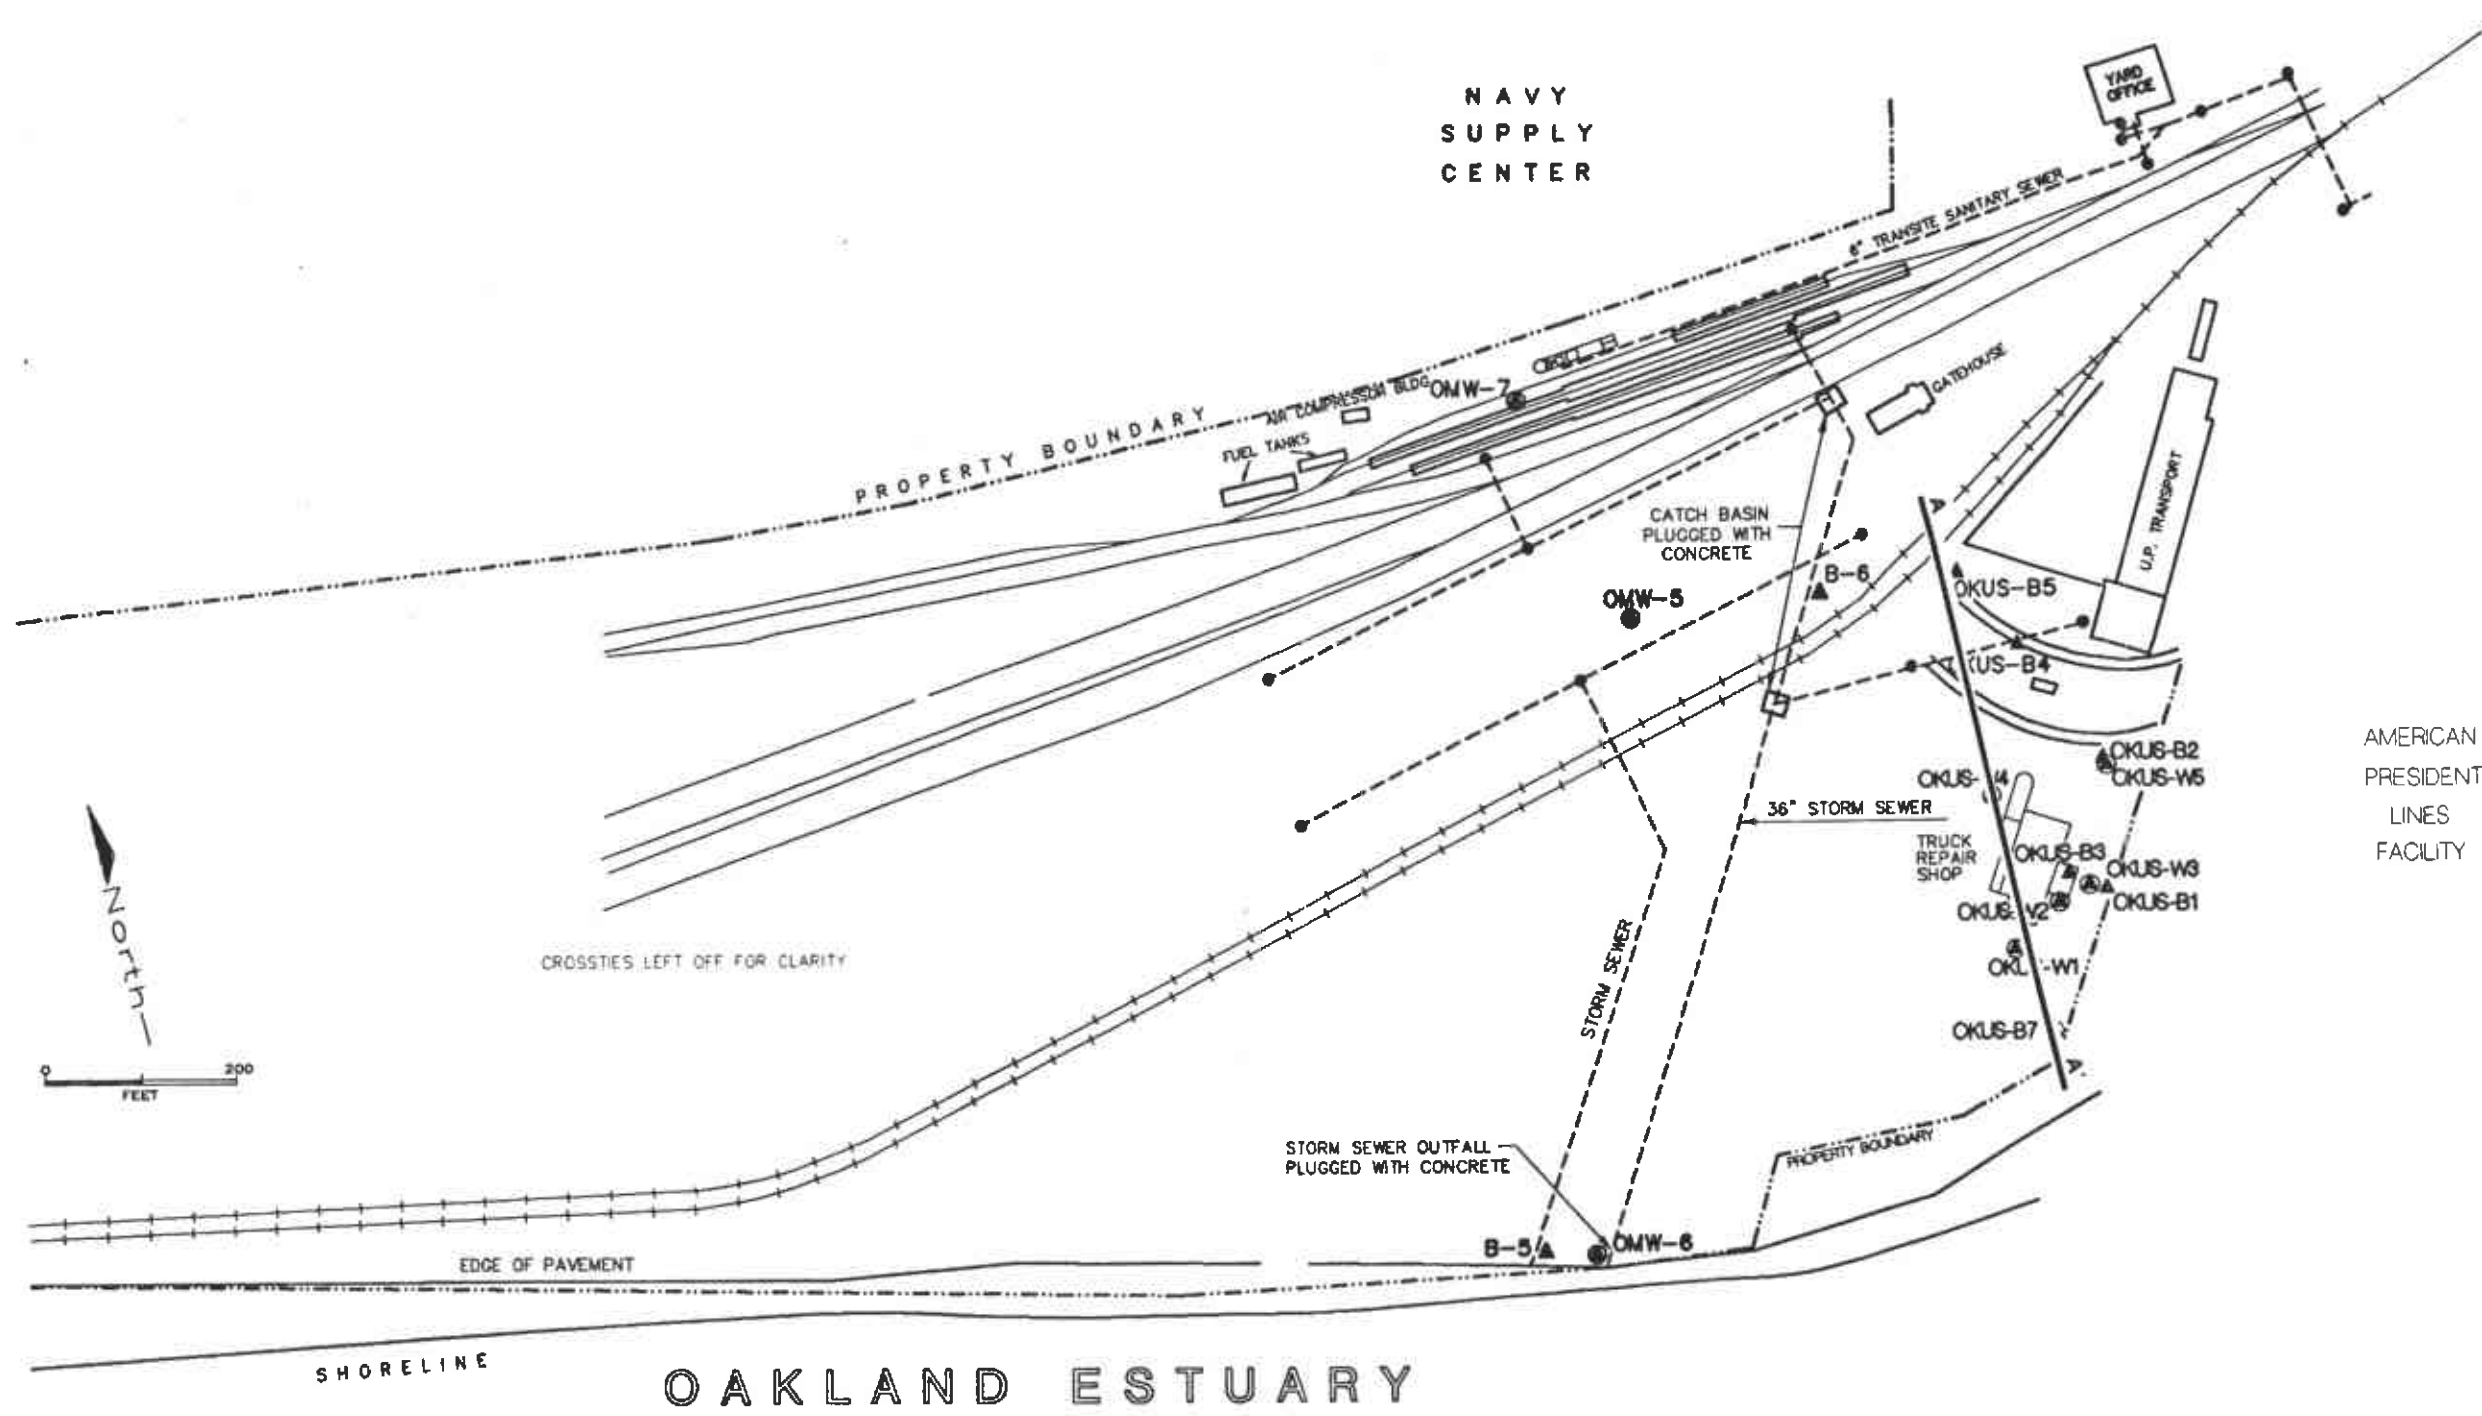 NAVY
SUPPLY
CENTER
YARD
OFFICE
TRANSITE SANITARY SEWER
PROPERTY BOUNDARY
AIR COMPRESSOR BLDG
OMW-7
FUEL TANKS
GATEHOUSE
U.P. TRANSPORT
CATCH BASIN
PLUGGED WITH
CONCRETE
A
B-6
OKUS-B5
OMW-5
US-B4
OKUS-B2
OKUS-W5
AMERICAN
PRESIDENT
LINES
FACILITY
36" STORM SEWER
TRUCK
REPAIR
SHOP
OKUS-B3
OKUS-W3
OKUS-B1
North
CROSSTIES LEFT OFF FOR CLARITY
STORM SEWER
OKUS-B7
A'
0 200
FEET
STORM SEWER OUTFALL
PLUGGED WITH CONCRETE
PROPERTY BOUNDARY
B-5
OMW-6
EDGE OF PAVEMENT
SHORELINE
OAKLAND ESTUARY